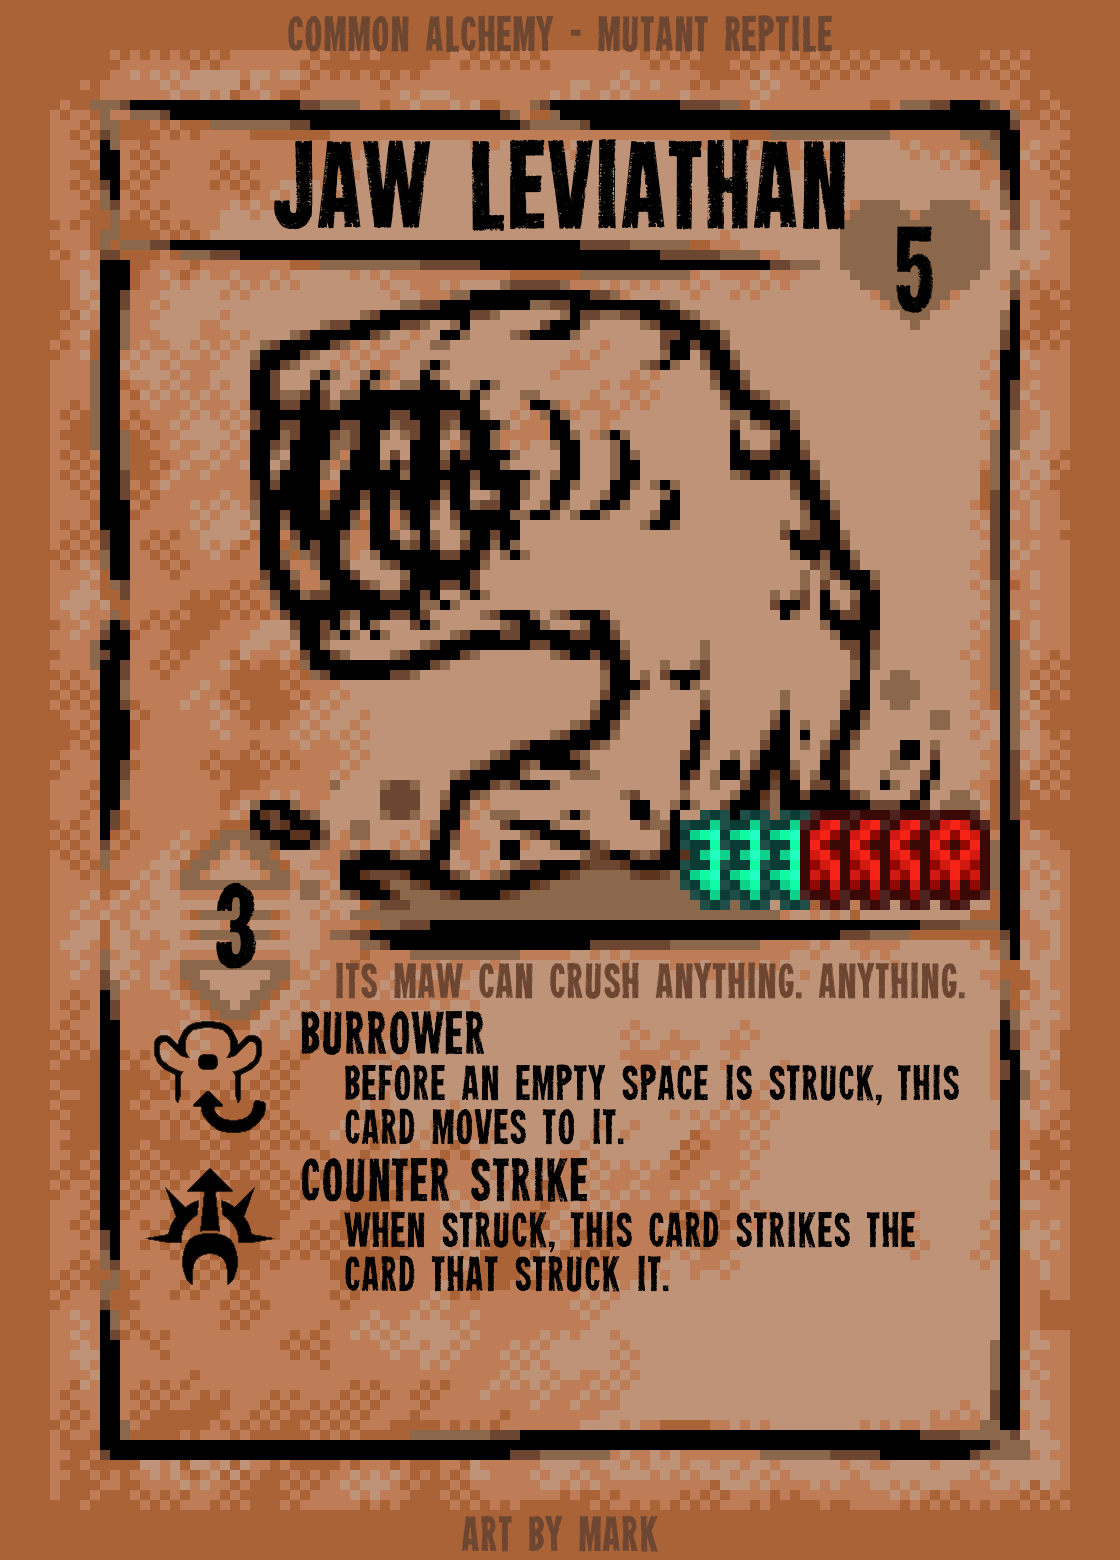 COMMON ALCHEMY - MUTANT REPTILE
JAW LEVIATHAN
5
3
ITS MAW CAN CRUSH ANYTHING. ANYTHING.
BURROWER
BEFORE AN EMPTY SPACE IS STRUCK, THIS
CARD MOVES TO IT.
COUNTER STRIKE
WHEN STRUCK, THIS CARD STRIKES THE
CARD THAT STRUCK IT.
ART BY MARK